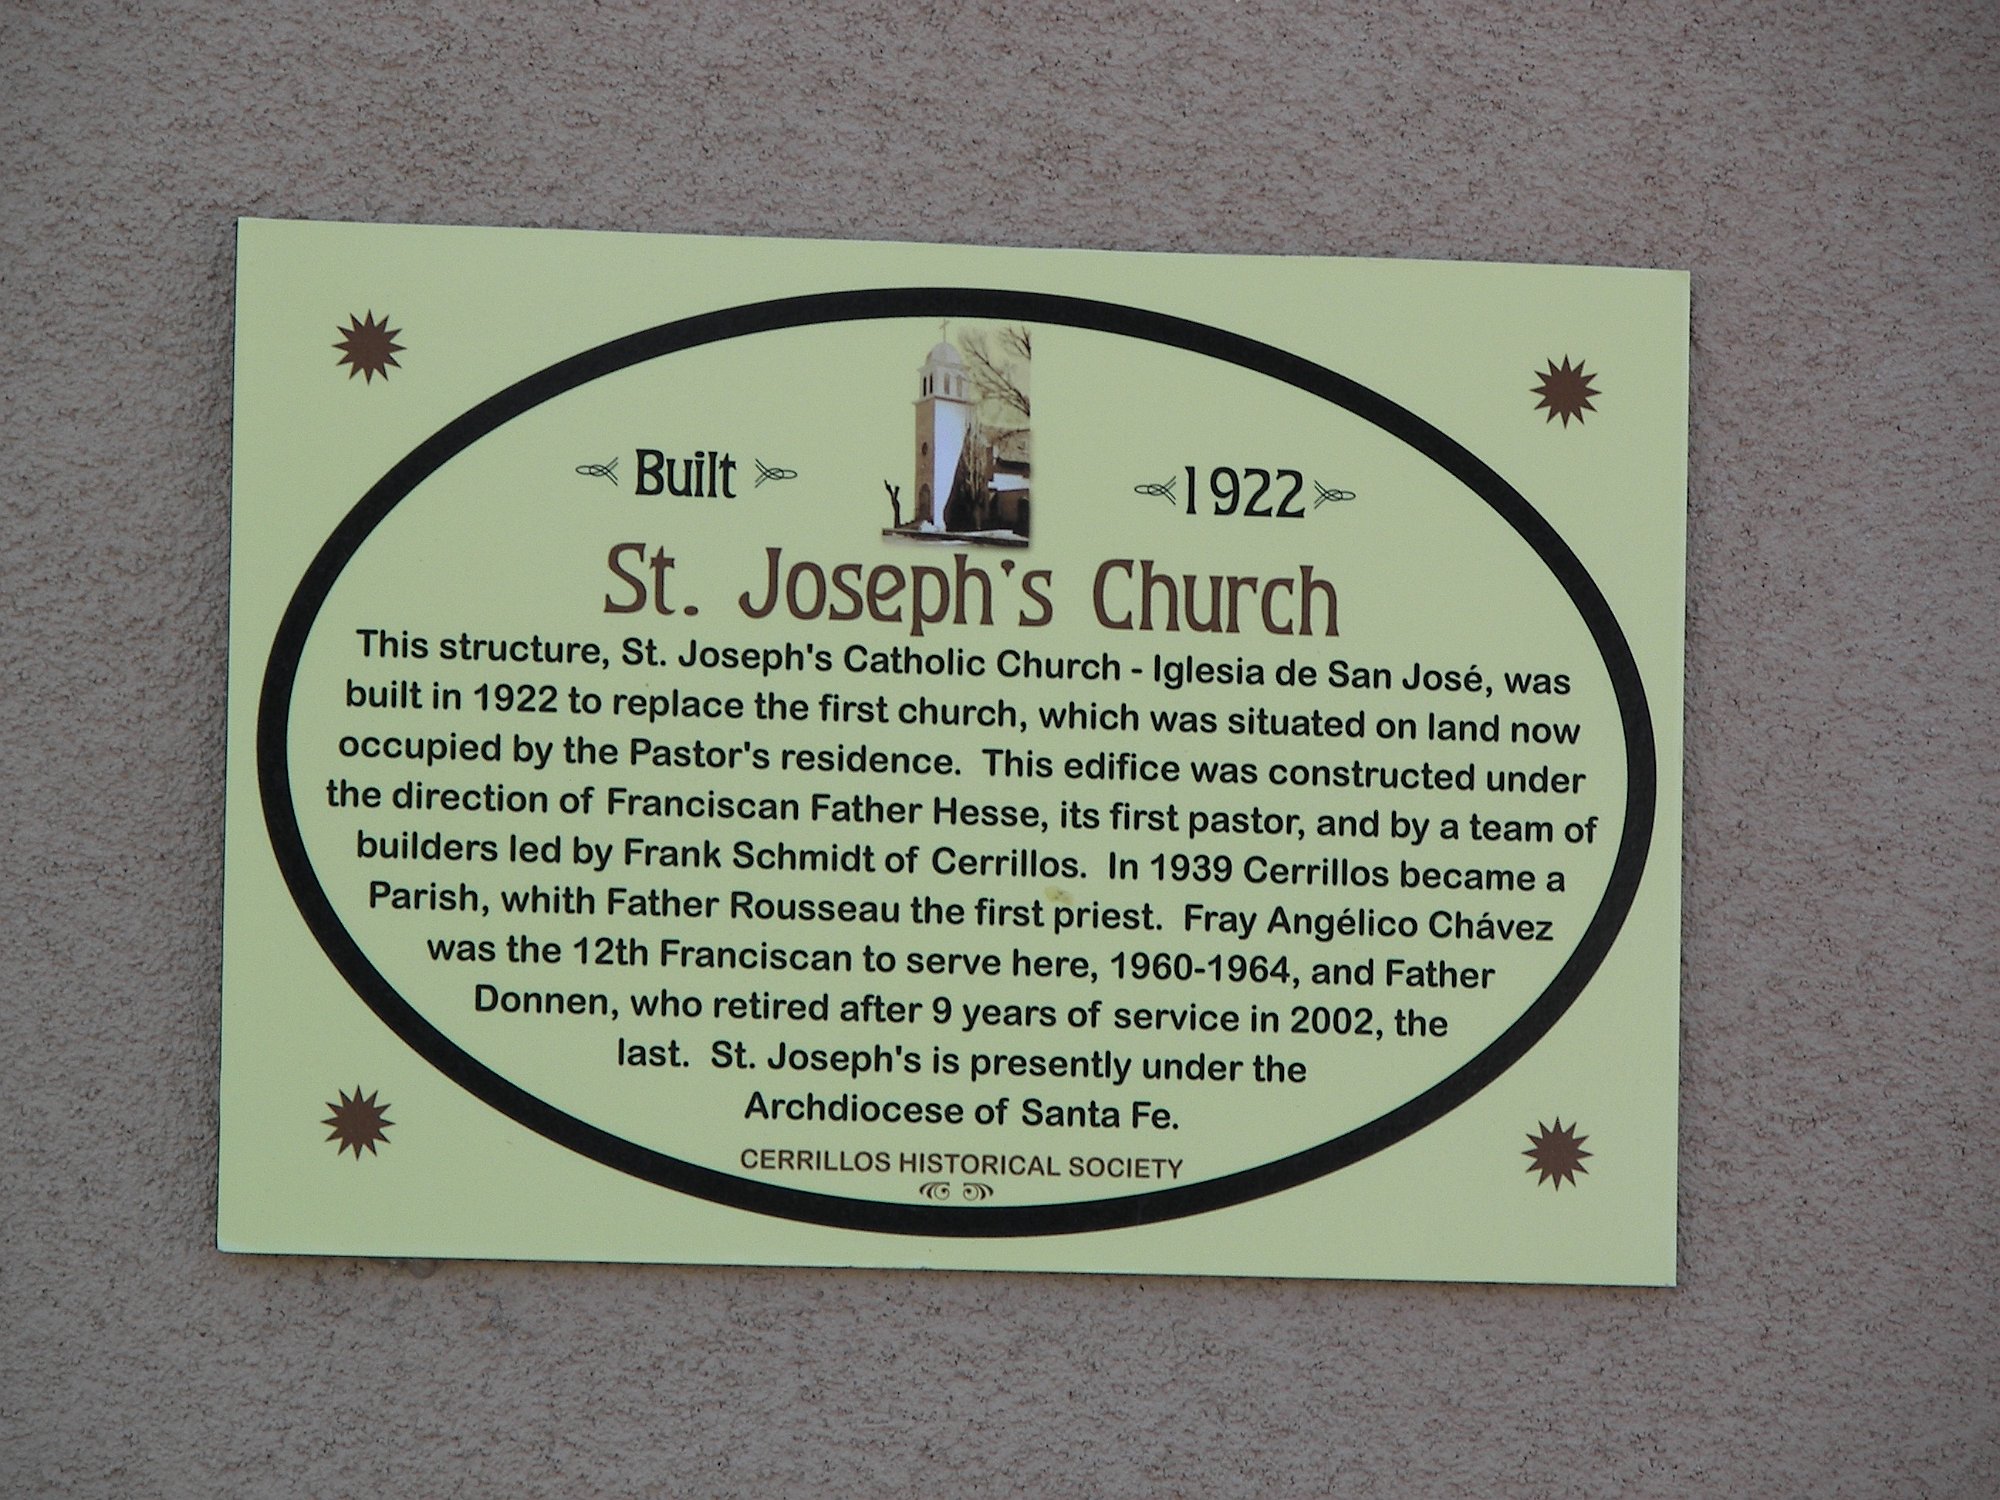 Built 1922
St. Joseph's Church
This structure, St. Joseph's Catholic Church - Iglesia de San José, was
built in 1922 to replace the first church, which was situated on land now
occupied by the Pastor's residence. This edifice was constructed under
the direction of Franciscan Father Hesse, its first pastor, and by a team of
builders led by Frank Schmidt of Cerrillos. In 1939 Cerrillos became a
Parish, whith Father Rousseau the first priest. Fray Angélico Chávez
was the 12th Franciscan to serve here, 1960-1964, and Father
Donnen, who retired after 9 years of service in 2002, the
last. St. Joseph's is presently under the
Archdiocese of Santa Fe.
CERRILLOS HISTORICAL SOCIETY